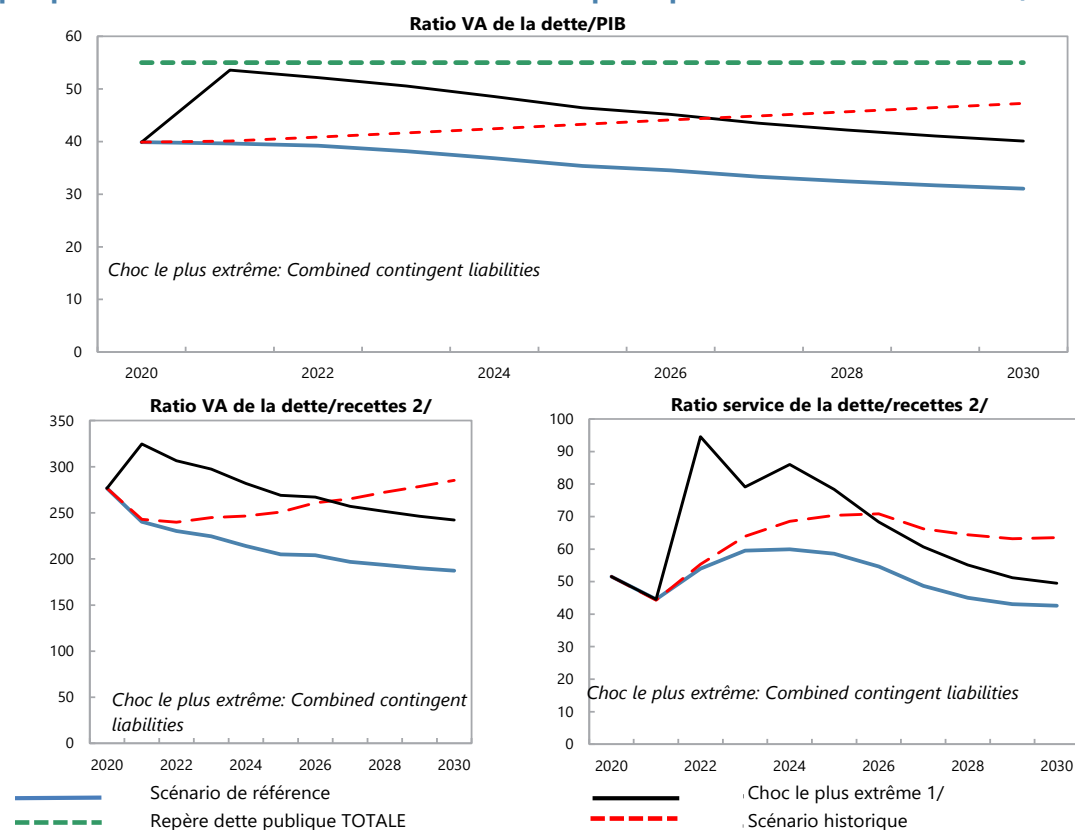 Ratio VA de la dette/PIB
60
50
40
30
20
10
0
Choc le plus extrême: Combined contingent liabilities
2020 2022 2024 2026 2028 2030
Ratio VA de la dette/recettes 2/
350
300
250
200
150
100
50
0
Choc le plus extrême: Combined contingent
liabilities
2020 2022 2024 2026 2028 2030
Ratio service de la dette/recettes 2/
100
90
80
70
60
50
40
30
20
10
0
Choc le plus extrême: Combined contingent liabilities
2020 2022 2024 2026 2028 2030
Scénario de référence
Choc le plus extrême 1/
Repère dette publique TOTALE
Scénario historique